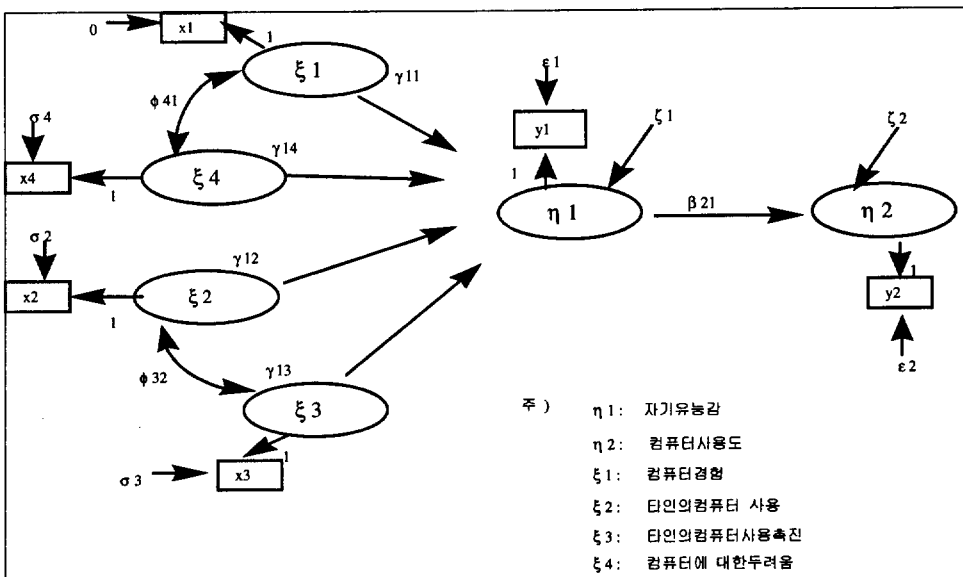 0
x1
1
ξ 1
γ 11
ϕ 41
σ 4
x4
1
ξ 4
γ 14
σ 2
x2
1
ξ 2
γ 12
ϕ 32
γ 13
ξ 3
1
x3
σ 3
ε 1
y1
1
ζ 1
η 1
β 21
ζ 2
η 2
1
y2
ε 2
주 )
η 1: 자기유능감
η 2: 컴퓨터사용도
ξ 1: 컴퓨터경험
ξ 2: 타인의컴퓨터 사용
ξ 3: 타인의컴퓨터사용촉진
ξ 4: 컴퓨터에 대한두려움